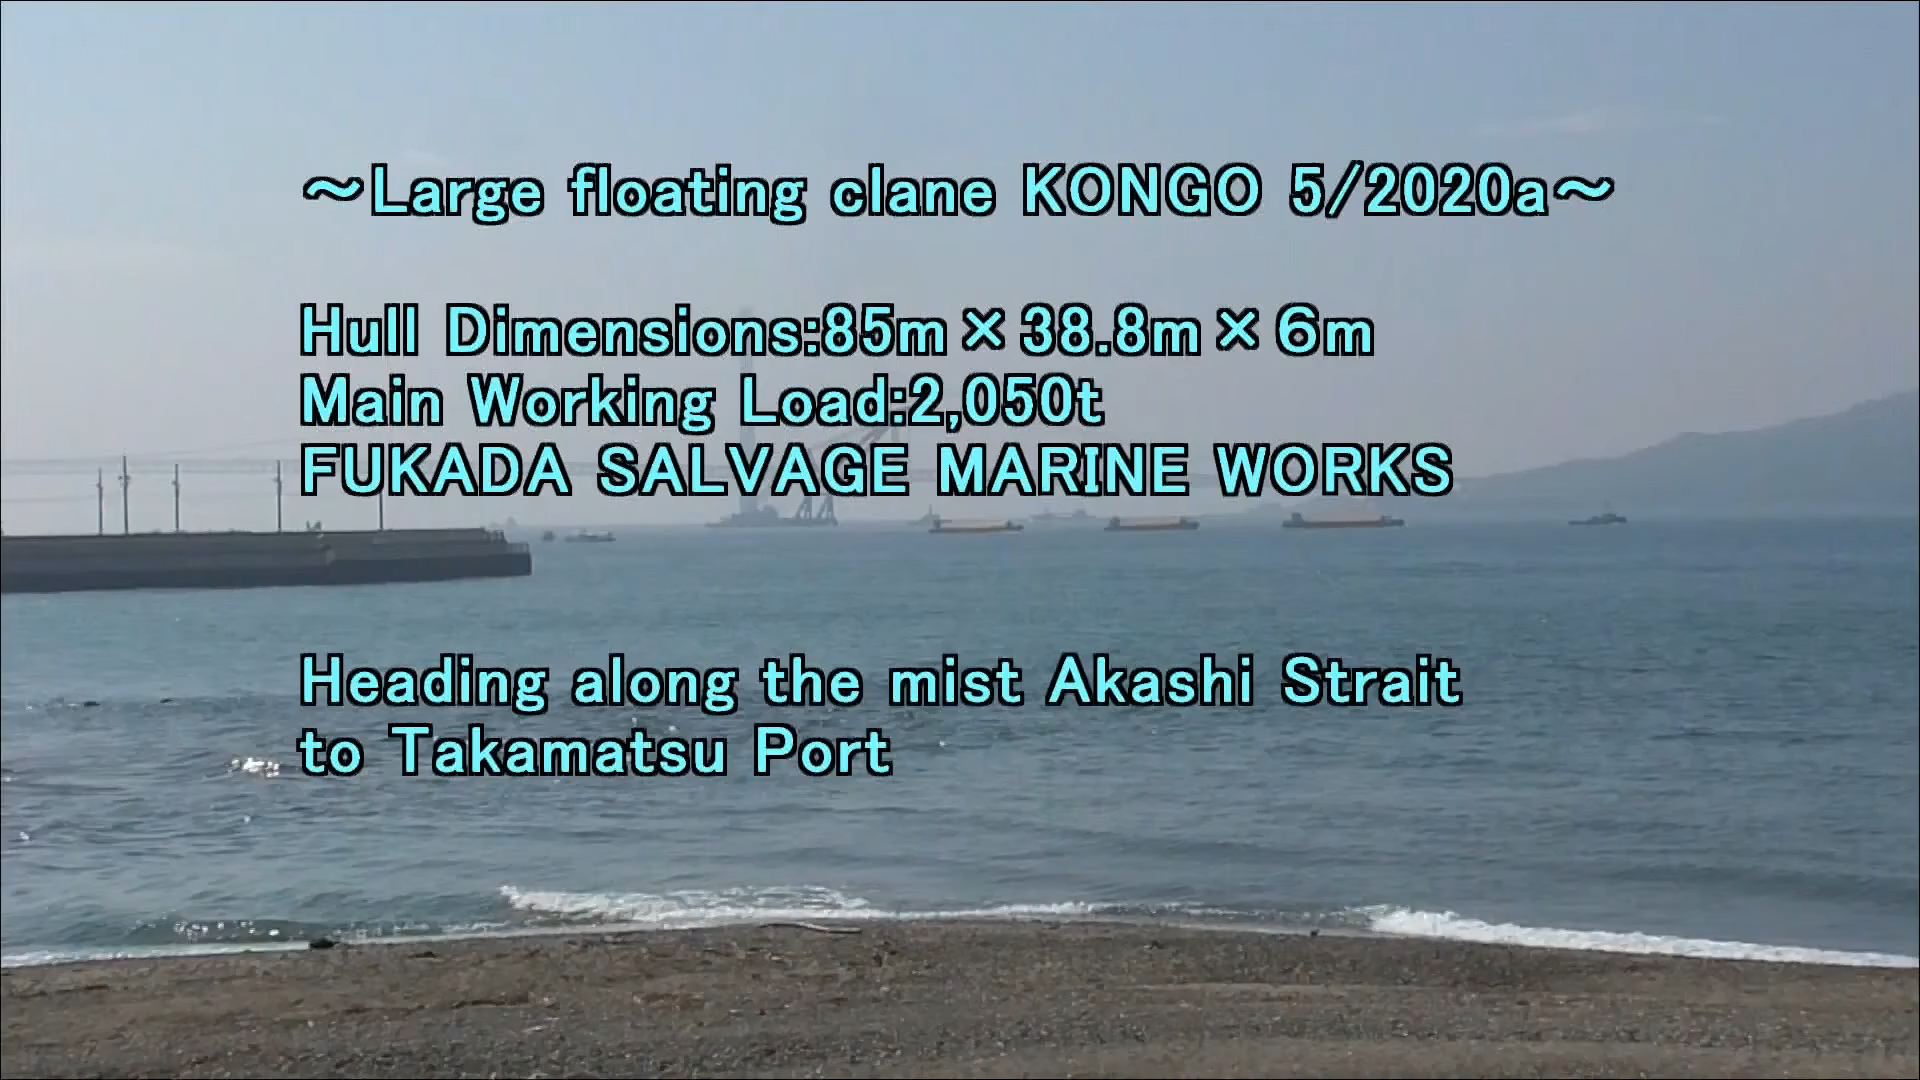 ～Large floating clane KONGO 5/2020a～
Hull Dimensions:85m×38.8m×6m
Main Working Load:2,050t
FUKADA SALVAGE MARINE WORKS
Heading along the mist Akashi Strait
to Takamatsu Port